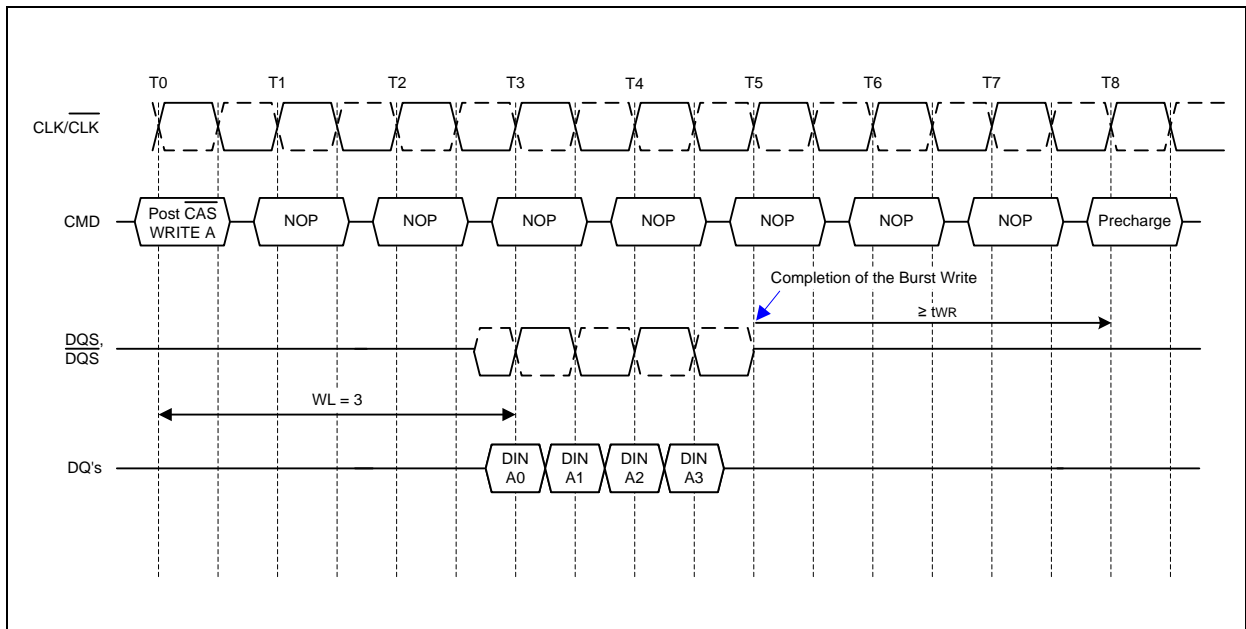 T0 T1 T2 T3 T4 T5 T6 T7 T8
CLK/CLK
CMD Post CAS WRITE A NOP NOP NOP NOP NOP NOP NOP Precharge
Completion of the Burst Write
≥ tWR
DQS,
DQS
WL = 3
DQ's DIN A0 DIN A1 DIN A2 DIN A3